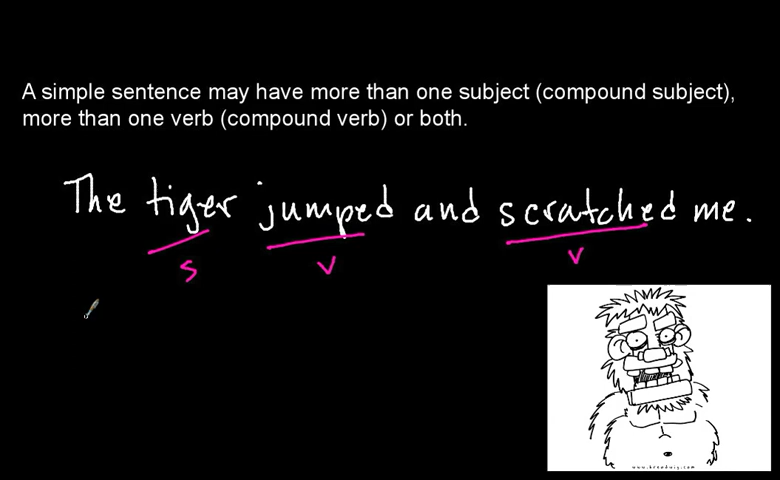 A simple sentence may have more than one subject (compound subject),
more than one verb (compound verb) or both.
The tiger jumped and scratched me.
S V V